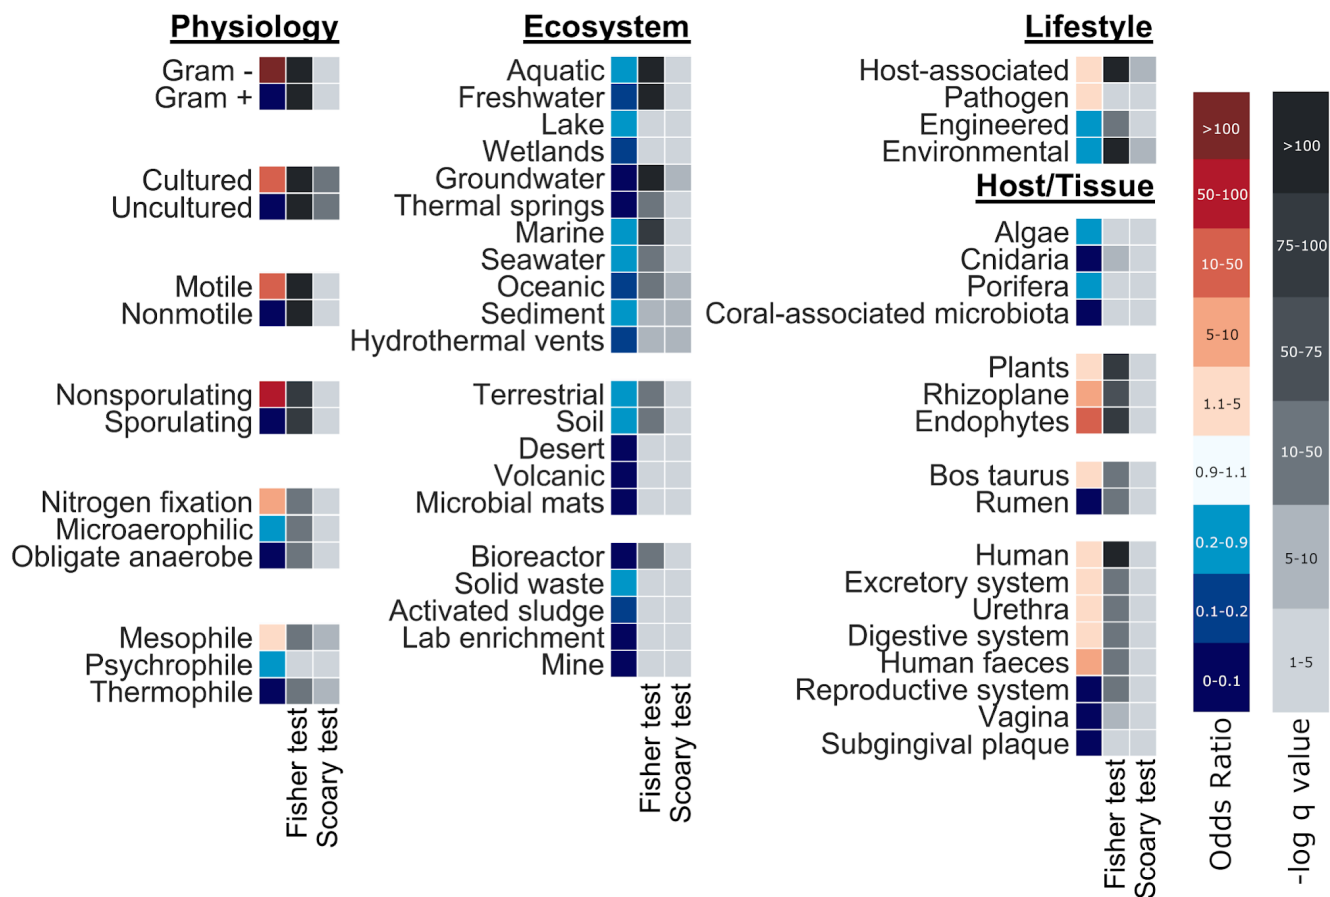 Physiology
Gram -
Gram +
Cultured
Uncultured
Motile
Nonmotile
Nonsporulating
Sporulating
Nitrogen fixation
Microaerophilic
Obligate anaerobe
Mesophile
Psychrophile
Thermophile
Fisher test
Scoary test
Ecosystem
Aquatic
Freshwater
Lake
Wetlands
Groundwater
Thermal springs
Marine
Seawater
Oceanic
Sediment
Hydrothermal vents
Terrestrial
Soil
Desert
Volcanic
Microbial mats
Bioreactor
Solid waste
Activated sludge
Lab enrichment
Mine
Fisher test
Scoary test
Lifestyle
Host-associated
Pathogen
Engineered
Environmental
Host/Tissue
Algae
Cnidaria
Porifera
Coral-associated microbiota
Plants
Rhizoplane
Endophytes
Bos taurus
Rumen
Human
Excretory system
Urethra
Digestive system
Human faeces
Reproductive system
Vagina
Subgingival plaque
Fisher test
Scoary test
>100
50-100
10-50
5-10
1.1-5
0.9-1.1
0.2-0.9
0.1-0.2
0-0.1
Odds Ratio
>100
75-100
50-75
10-50
5-10
1-5
-log q value